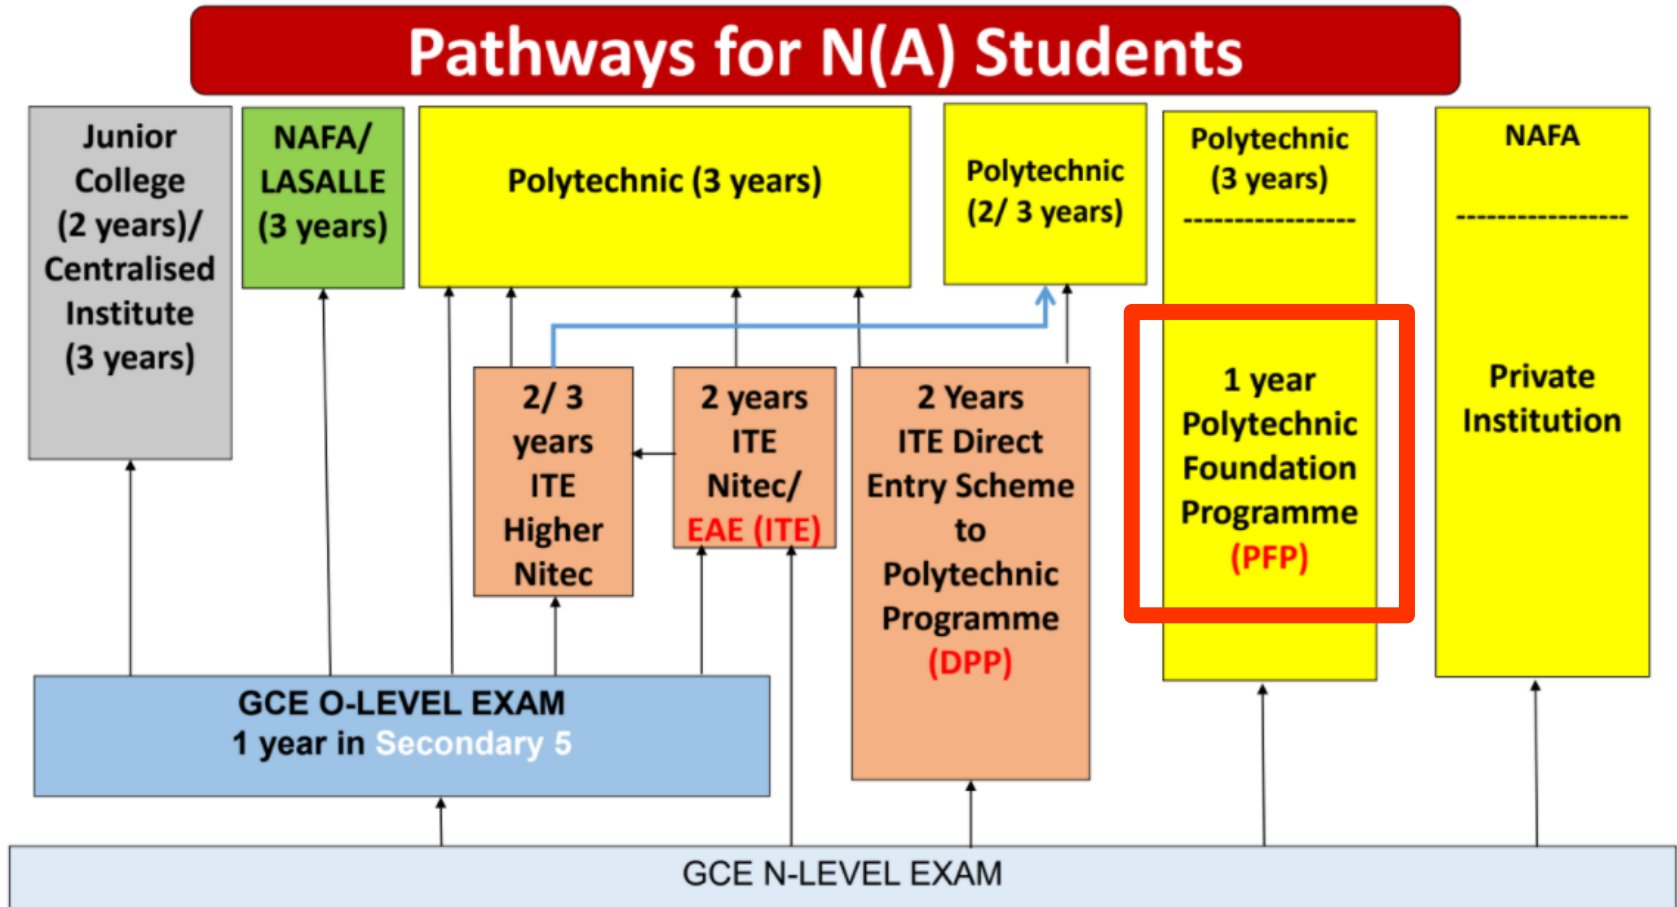 Pathways for N(A) Students
Junior
College
(2 years)/
Centralised
Institute
(3 years)
NAFA/
LASALLE
(3 years)
Polytechnic (3 years)
Polytechnic
(2/ 3 years)
Polytechnic
(3 years)
-----------------
1 year
Polytechnic
Foundation
Programme
(PFP)
NAFA
-----------------
Private
Institution
2/ 3
years
ITE
Higher
Nitec
2 years
ITE
Nitec/
EAE (ITE)
2 Years
ITE Direct
Entry Scheme
to
Polytechnic
Programme
(DPP)
GCE O-LEVEL EXAM
1 year in Secondary 5
GCE N-LEVEL EXAM